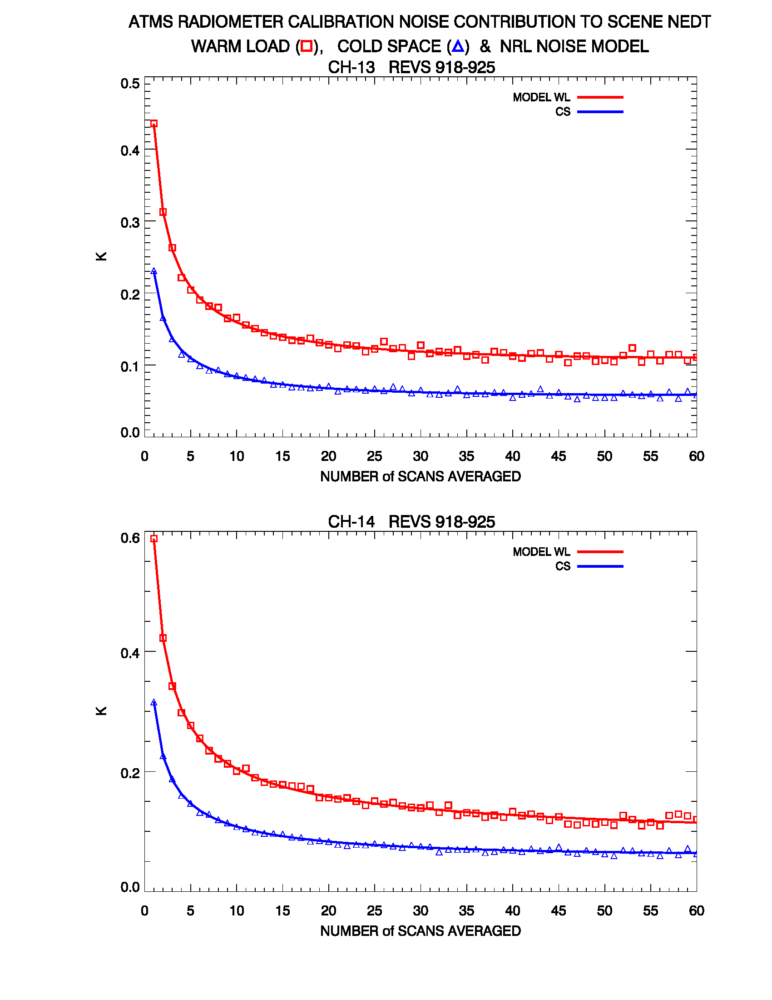 ATMS RADIOMETER CALIBRATION NOISE CONTRIBUTION TO SCENE NEDT
WARM LOAD (□), COLD SPACE (△) & NRL NOISE MODEL
CH-13 REVS 918-925
MODEL WL
CS
0.5
0.4
0.3
0.2
0.1
0.0
K
0 5 10 15 20 25 30 35 40 45 50 55 60
NUMBER of SCANS AVERAGED
CH-14 REVS 918-925
MODEL WL
CS
0.6
0.4
0.2
0.0
K
0 5 10 15 20 25 30 35 40 45 50 55 60
NUMBER of SCANS AVERAGED